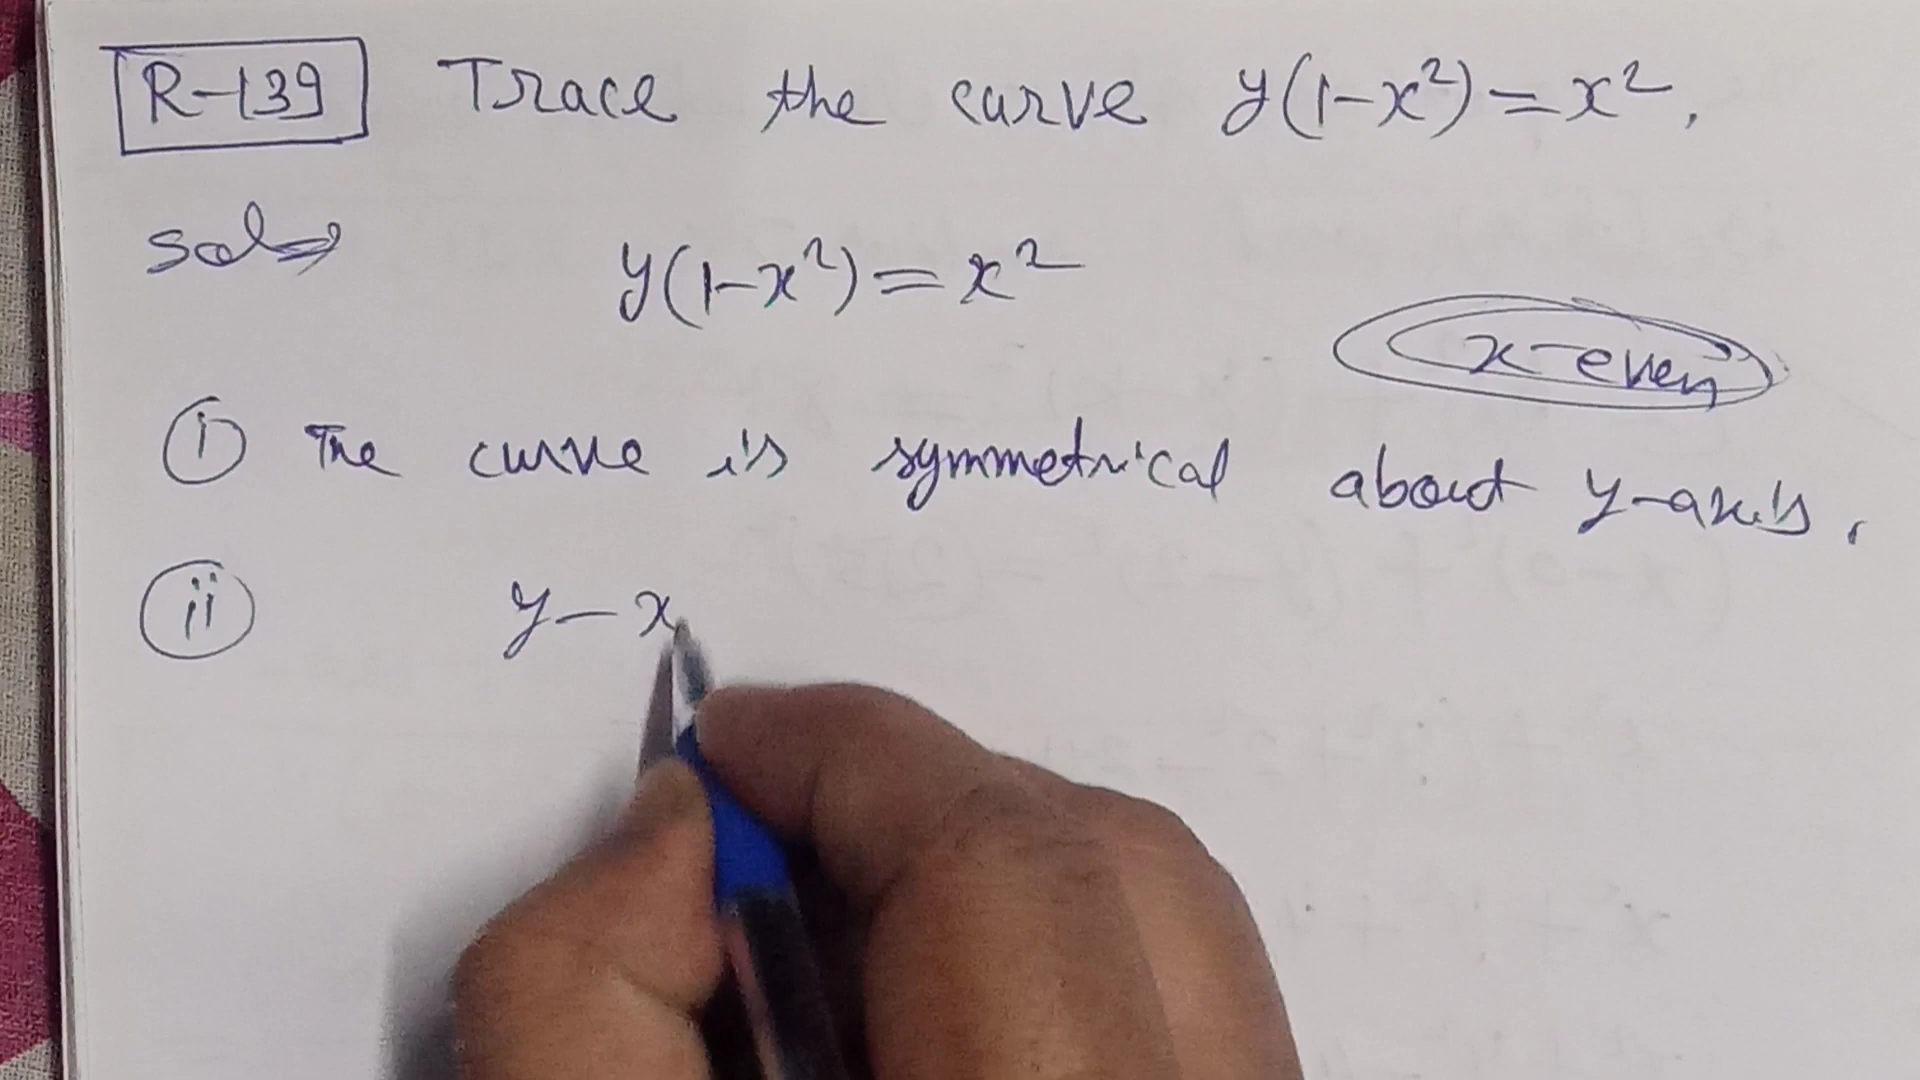 R-139 Trace the curve y(1-x²)=x².
Sol⇒ y(1-x²)=x²
x-even
(i) The curve is symmetrical about y-axis.
(ii) y-x